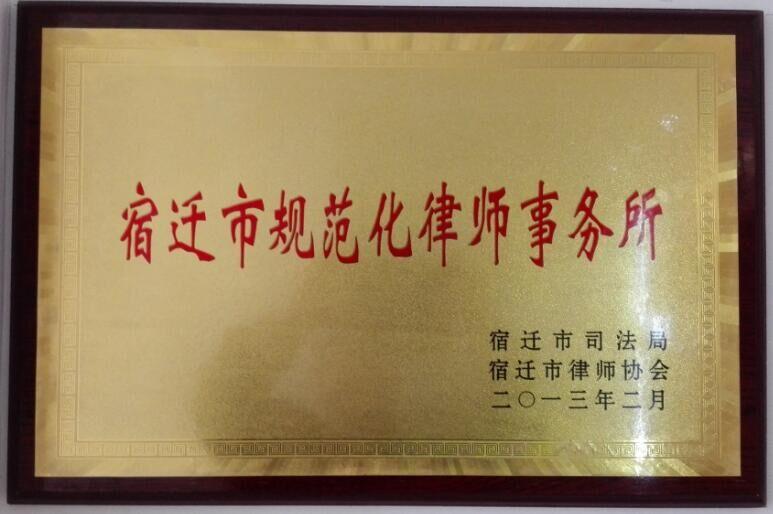 宿迁市规范化律师事务所
宿迁市司法局
宿迁市律师协会
二〇一三年二月